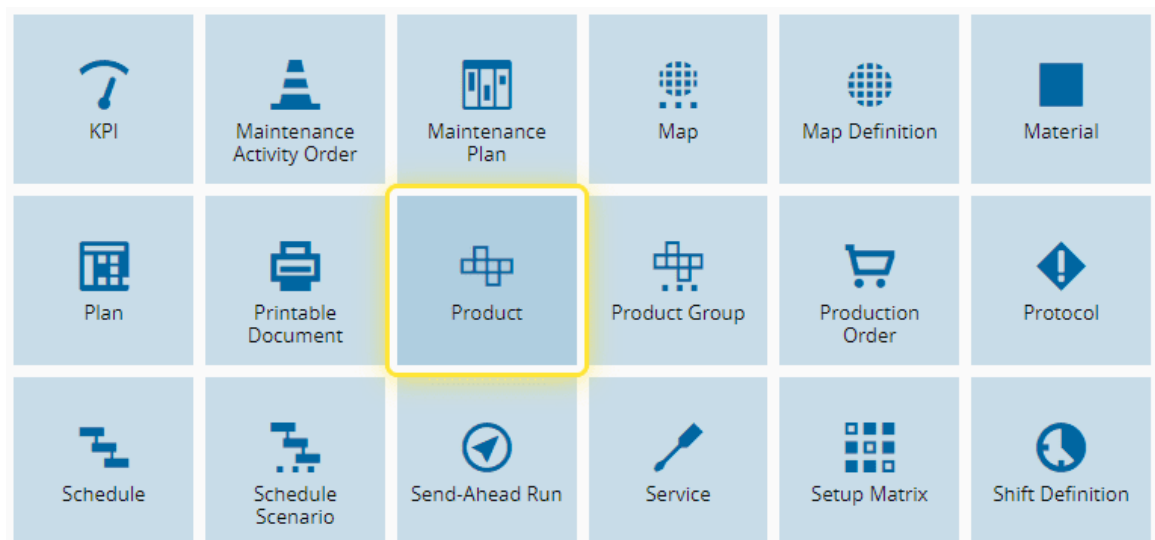 KPI
Maintenance
Activity Order
Maintenance
Plan
Map
Map Definition
Material
Plan
Printable
Document
Product
Product Group
Production
Order
Protocol
Schedule
Schedule
Scenario
Send-Ahead Run
Service
Setup Matrix
Shift Definition